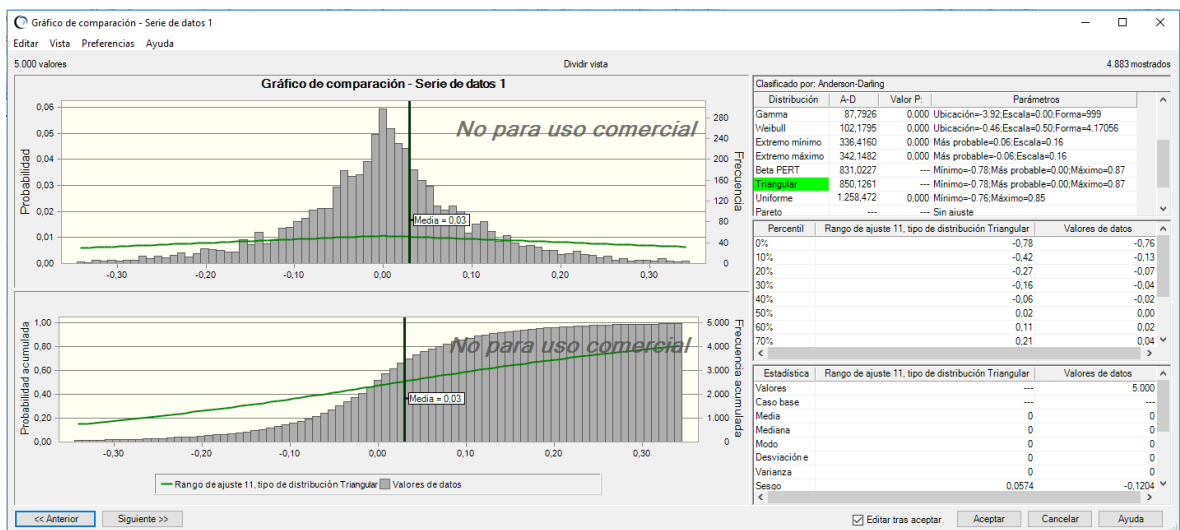 Gráfico de comparación - Serie de datos 1
Editar Vista Preferencias Ayuda
5.000 valores Dividir vista 4.883 mostrados
Gráfico de comparación - Serie de datos 1
No para uso comercial
Probabilidad
0,06
0,05
0,04
0,03
0,02
0,01
0,00
280
240
200
160
120
80
40
0
Frecuencia
Media = 0,03
-0,30 -0,20 -0,10 0,00 0,10 0,20 0,30
No para uso comercial
Probabilidad acumulada
1,00
0,80
0,60
0,40
0,20
0,00
5.000
4.000
3.000
2.000
1.000
0
Frecuencia acumulada
Media = 0,03
-0,30 -0,20 -0,10 0,00 0,10 0,20 0,30
Rango de ajuste 11, tipo de distribución Triangular Valores de datos
Clasificado por: Anderson-Darling
Distribución A-D Valor P: Parámetros
Gamma 87,7926 0,000 Ubicación=-3.92;Escala=0.00;Forma=999
Weibull 102,1795 0,000 Ubicación=-0.46;Escala=0.50;Forma=4.17056
Extremo mínimo 336,4160 0,000 Más probable=0.06;Escala=0.16
Extremo máximo 342,1482 0,000 Más probable=-0.06;Escala=0.16
Beta PERT 831,0227 --- Mínimo=-0.78;Más probable=0.00;Máximo=0.87
Triangular 850,1261 --- Mínimo=-0.78;Más probable=0.00;Máximo=0.87
Uniforme 1.258,472 0,000 Mínimo=-0.76;Máximo=0.85
Pareto --- --- Sin ajuste
Percentil Rango de ajuste 11, tipo de distribución Triangular Valores de datos
0% -0,78 -0,76
10% -0,42 -0,13
20% -0,27 -0,07
30% -0,16 -0,04
40% -0,06 -0,02
50% 0,02 0,00
60% 0,11 0,02
70% 0,21 0,04
Estadística Rango de ajuste 11, tipo de distribución Triangular Valores de datos
Valores --- 5.000
Caso base --- ---
Media 0 0
Mediana 0 0
Modo 0 0
Desviación e 0 0
Varianza 0 0
Sesgo 0,0574 -0,1204
<< Anterior Siguiente >> Editar tras aceptar Aceptar Cancelar Ayuda